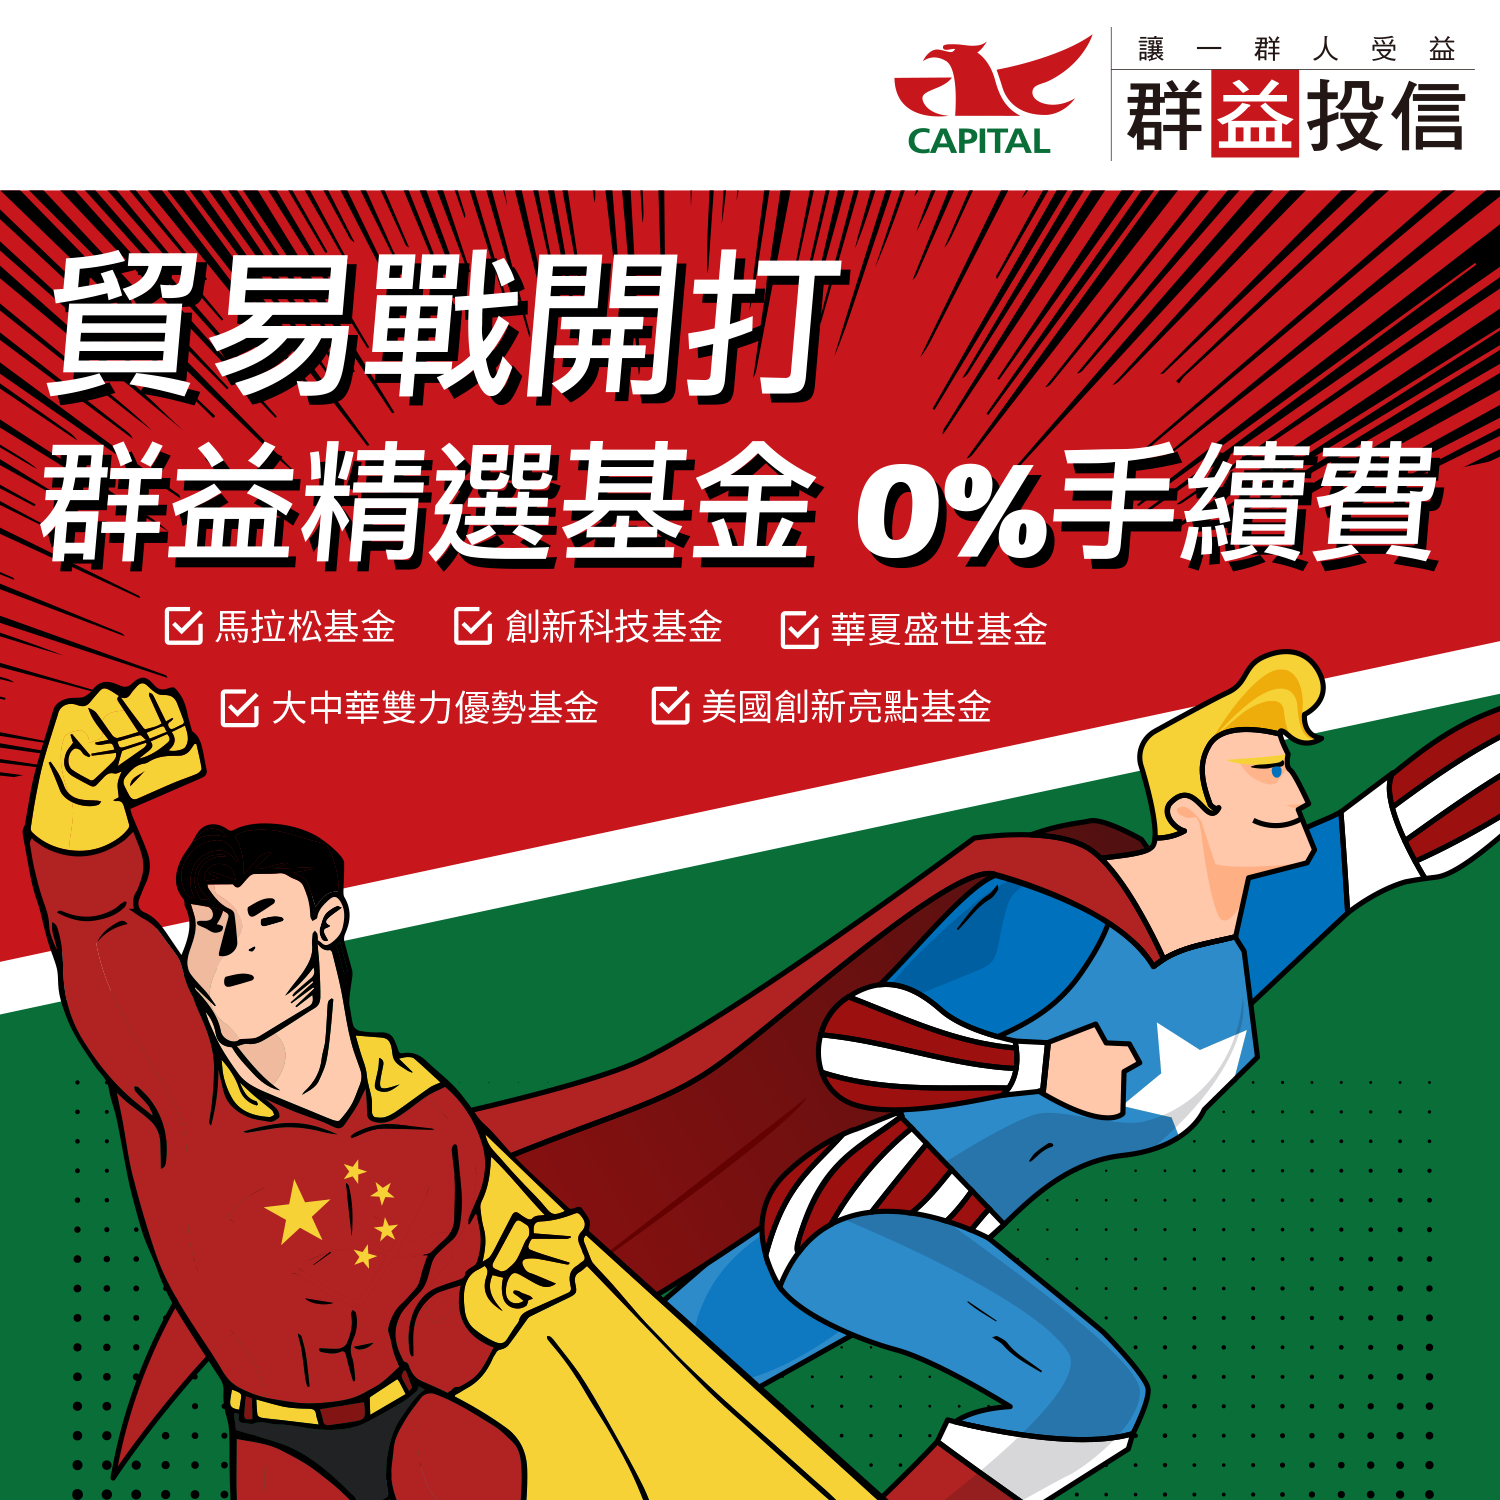 讓一群人受益
CAPITAL
群益投信
貿易戰開打
群益精選基金 0%手續費
馬拉松基金 創新科技基金 華夏盛世基金
大中華雙力優勢基金 美國創新亮點基金